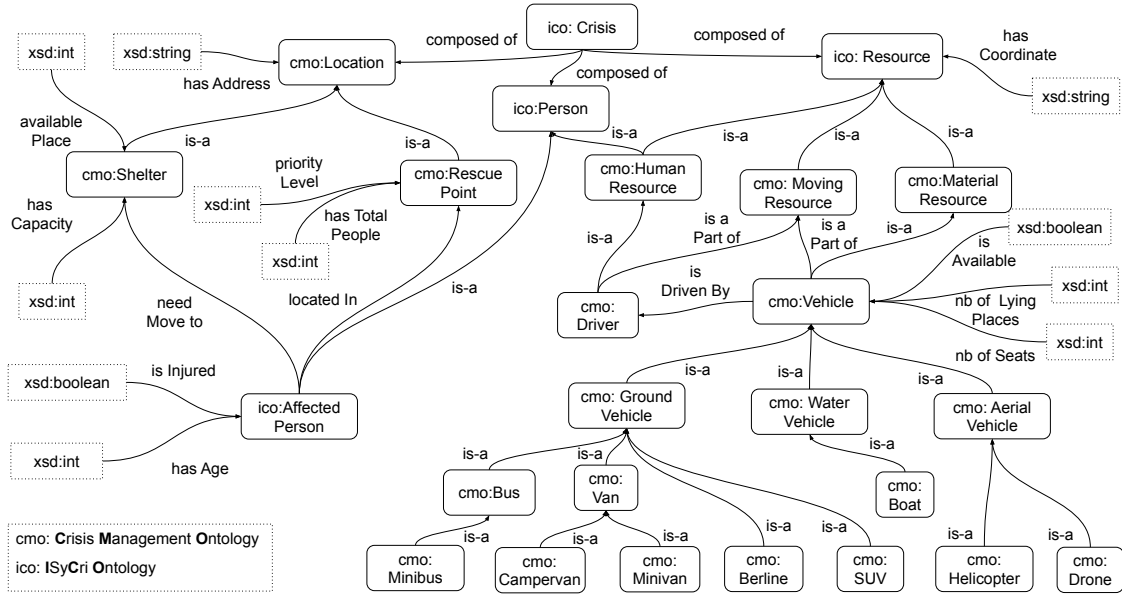 ico: Crisis
xsd:int
xsd:string
composed of
cmo:Location
composed of
ico: Resource
has
Coordinate
has Address
composed of
ico:Person
xsd:string
available
Place
is-a
is-a
is-a
is-a
is-a
is-a
cmo:Shelter
priority
Level
cmo:Rescue
Point
cmo:Human
Resource
cmo: Moving
Resource
cmo:Material
Resource
has
Capacity
xsd:int
has Total
People
is a
Part of
is a
Part of
is-a
xsd:boolean
is-a
is
Available
xsd:int
xsd:int
need
Move to
located In
is-a
is
Driven By
cmo:
Driver
cmo:Vehicle
xsd:int
nb of Lying
Places
xsd:int
nb of Seats
xsd:boolean
is Injured
ico:Affected
Person
is-a
is-a
is-a
cmo: Ground
Vehicle
cmo: Water
Vehicle
cmo: Aerial
Vehicle
xsd:int
has Age
is-a
is-a
is-a
cmo:Bus
cmo:
Van
cmo:
Boat
is-a
is-a
is-a
is-a
is-a
is-a
is-a
cmo:
Minibus
cmo:
Campervan
cmo:
Minivan
cmo:
Berline
cmo:
SUV
cmo:
Helicopter
cmo:
Drone
cmo: Crisis Management Ontology
ico: ISyCri Ontology